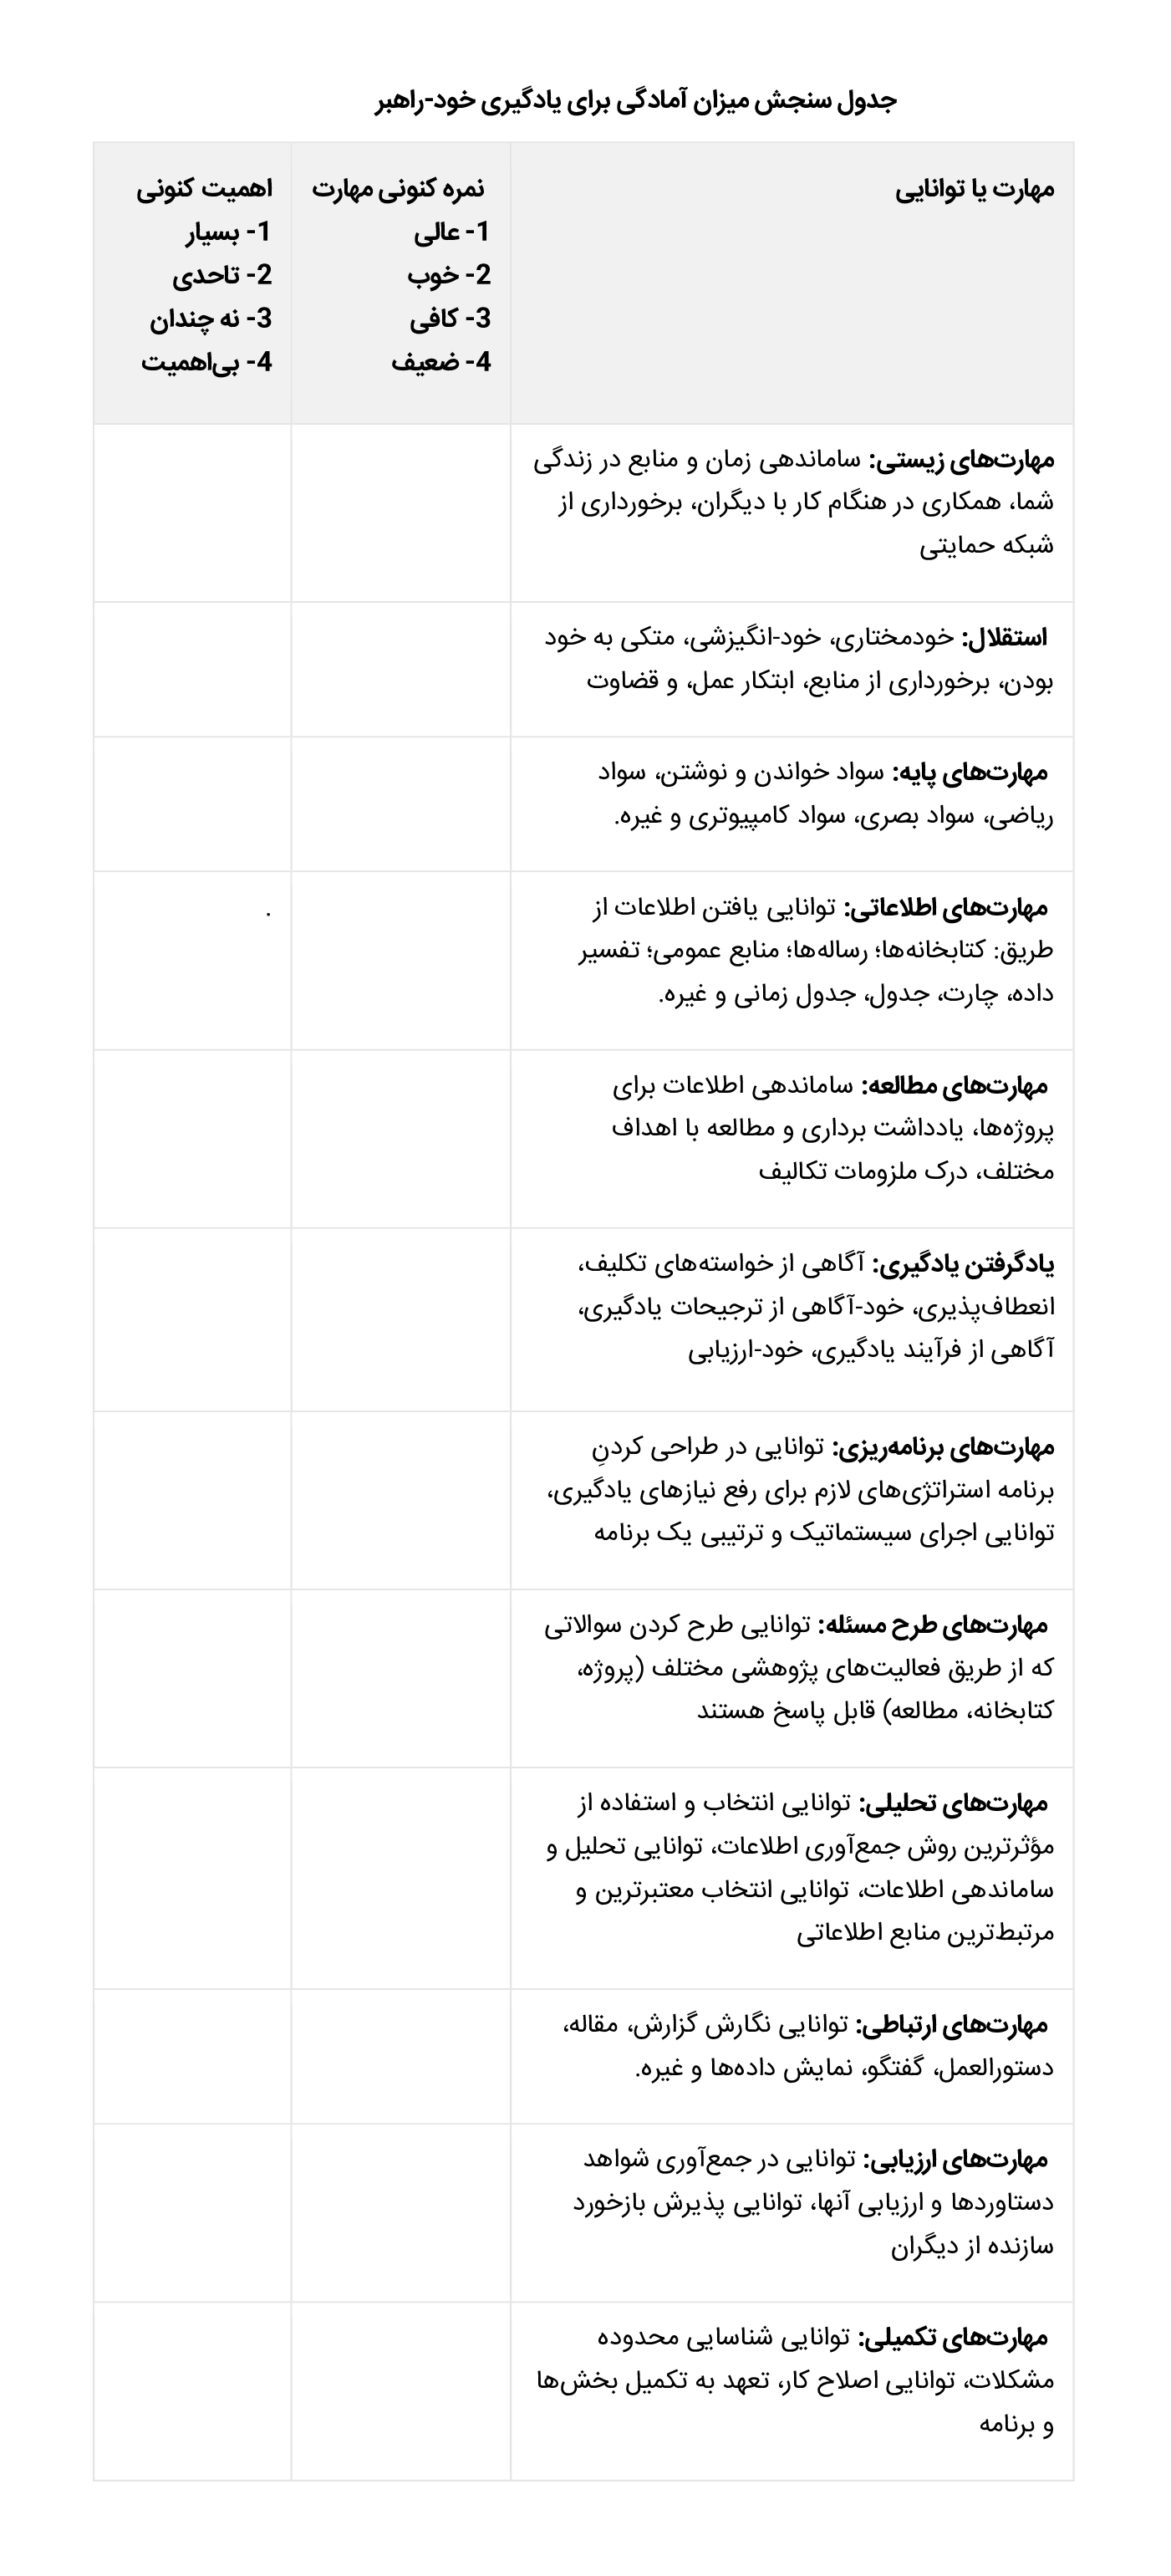 جدول سنجش میزان آمادگی برای یادگیری خود-راهبر
مهارت یا توانایی
نمره کنونی مهارت
1- عالی
2- خوب
3- کافی
4- ضعیف
اهمیت کنونی
1- بسیار
2- تاحدی
3- نه چندان
4- بی‌اهمیت
مهارت‌های زیستی: ساماندهی زمان و منابع در زندگی
شما، همکاری در هنگام کار با دیگران، برخورداری از
شبکه حمایتی
استقلال: خودمختاری، خود-انگیزشی، متکی به خود
بودن، برخورداری از منابع، ابتکار عمل، و قضاوت
مهارت‌های پایه: سواد خواندن و نوشتن، سواد
ریاضی، سواد بصری، سواد کامپیوتری و غیره.
مهارت‌های اطلاعاتی: توانایی یافتن اطلاعات از
طریق: کتابخانه‌ها؛ رساله‌ها؛ منابع عمومی؛ تفسیر
داده، چارت، جدول، جدول زمانی و غیره.
.
مهارت‌های مطالعه: ساماندهی اطلاعات برای
پروژه‌ها، یادداشت برداری و مطالعه با اهداف
مختلف، درک ملزومات تکالیف
یادگرفتن یادگیری: آگاهی از خواسته‌های تکلیف،
انعطاف‌پذیری، خود-آگاهی از ترجیحات یادگیری،
آگاهی از فرآیند یادگیری، خود-ارزیابی
مهارت‌های برنامه‌ریزی: توانایی در طراحی کردنِ
برنامه استراتژی‌های لازم برای رفع نیازهای یادگیری،
توانایی اجرای سیستماتیک و ترتیبی یک برنامه
مهارت‌های طرح مسئله: توانایی طرح کردن سوالاتی
که از طریق فعالیت‌های پژوهشی مختلف (پروژه،
کتابخانه، مطالعه) قابل پاسخ هستند
مهارت‌های تحلیلی: توانایی انتخاب و استفاده از
مؤثرترین روش جمع‌آوری اطلاعات، توانایی تحلیل و
ساماندهی اطلاعات، توانایی انتخاب معتبرترین و
مرتبط‌ترین منابع اطلاعاتی
مهارت‌های ارتباطی: توانایی نگارش گزارش، مقاله،
دستورالعمل، گفتگو، نمایش داده‌ها و غیره.
مهارت‌های ارزیابی: توانایی در جمع‌آوری شواهد
دستاوردها و ارزیابی آنها، توانایی پذیرش بازخورد
سازنده از دیگران
مهارت‌های تکمیلی: توانایی شناسایی محدوده
مشکلات، توانایی اصلاح کار، تعهد به تکمیل بخش‌ها
و برنامه